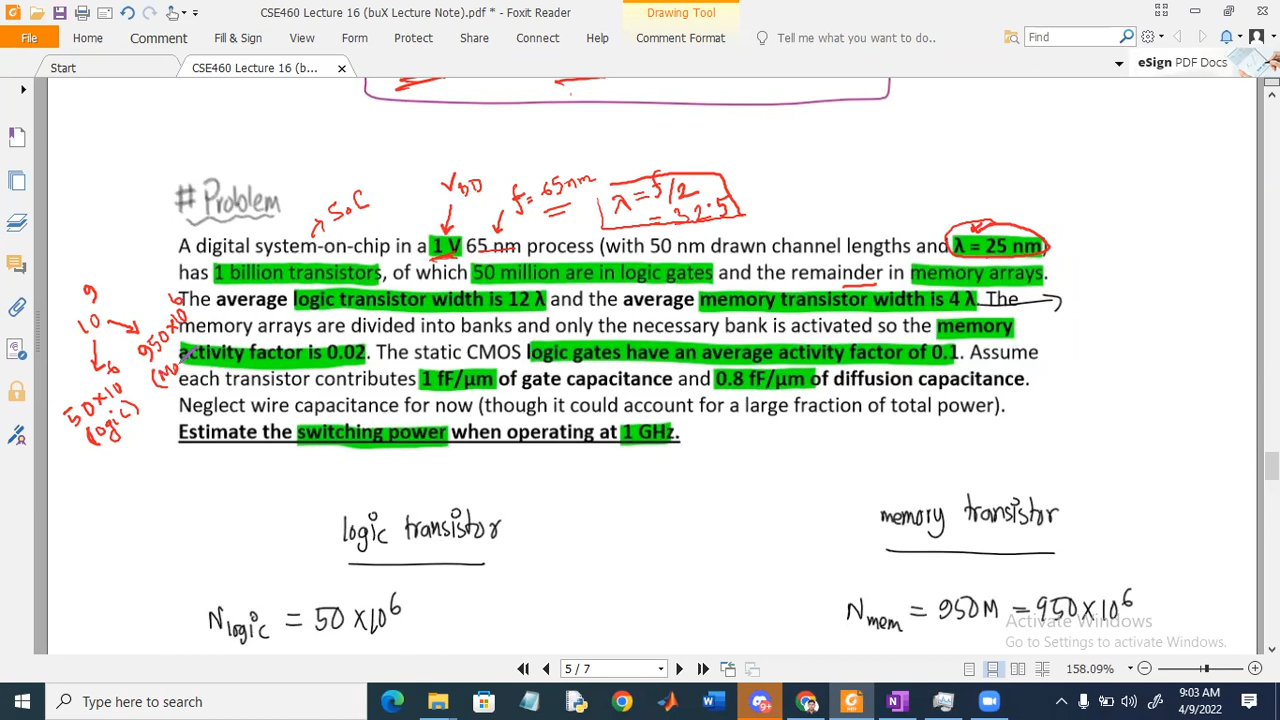 CSE460 Lecture 16 (buX Lecture Note).pdf * - Foxit Reader
Drawing Tool
File
Home
Comment
Fill & Sign
View
Form
Protect
Share
Connect
Help
Comment Format
Tell me what you want to do..
Find
Start
CSE460 Lecture 16 (b...
eSign PDF Docs
# Problem
SoC
VDD
f = 65nm
λ = f/2
= 32.5
A digital system-on-chip in a 1 V 65 nm process (with 50 nm drawn channel lengths and λ = 25 nm)
has 1 billion transistors, of which 50 million are in logic gates and the remainder in memory arrays.
The average logic transistor width is 12 λ and the average memory transistor width is 4 λ. The
memory arrays are divided into banks and only the necessary bank is activated so the memory
activity factor is 0.02. The static CMOS logic gates have an average activity factor of 0.1. Assume
each transistor contributes 1 fF/μm of gate capacitance and 0.8 fF/μm of diffusion capacitance.
Neglect wire capacitance for now (though it could account for a large fraction of total power).
Estimate the switching power when operating at 1 GHz.
10⁹
950×10⁶
50×10⁶
(logic)
logic transistor
memory transistor
Nlogic = 50×10⁶
Nmem = 950M = 950×10⁶
Activate Windows
Go to Settings to activate Windows.
5 / 7
158.09%
Type here to search
9+
9:03 AM
4/9/2022